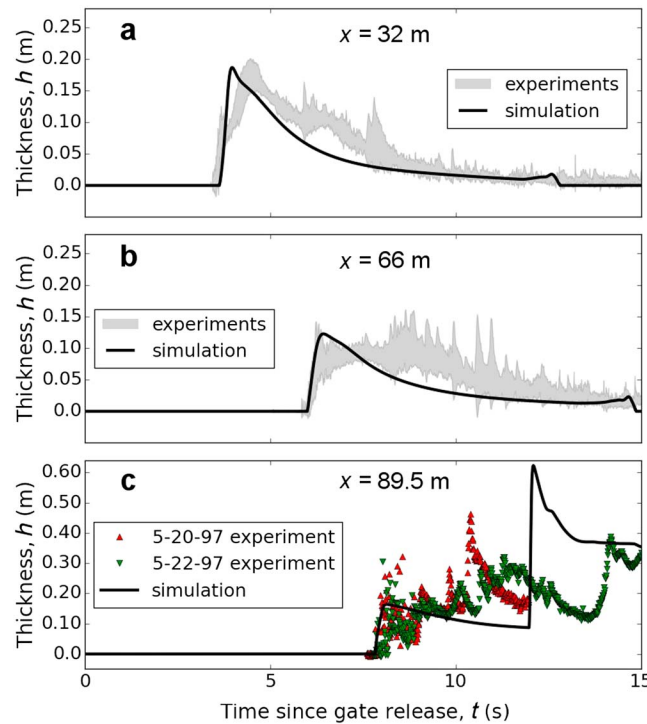 a
x = 32 m
Thickness, h (m)
0.25
0.20
0.15
0.10
0.05
0.0
experiments
simulation
b
x = 66 m
Thickness, h (m)
0.25
0.20
0.15
0.10
0.05
0.0
experiments
simulation
c
x = 89.5 m
Thickness, h (m)
0.60
0.50
0.40
0.30
0.20
0.10
0.0
5-20-97 experiment
5-22-97 experiment
simulation
0 5 10 15
Time since gate release, t (s)